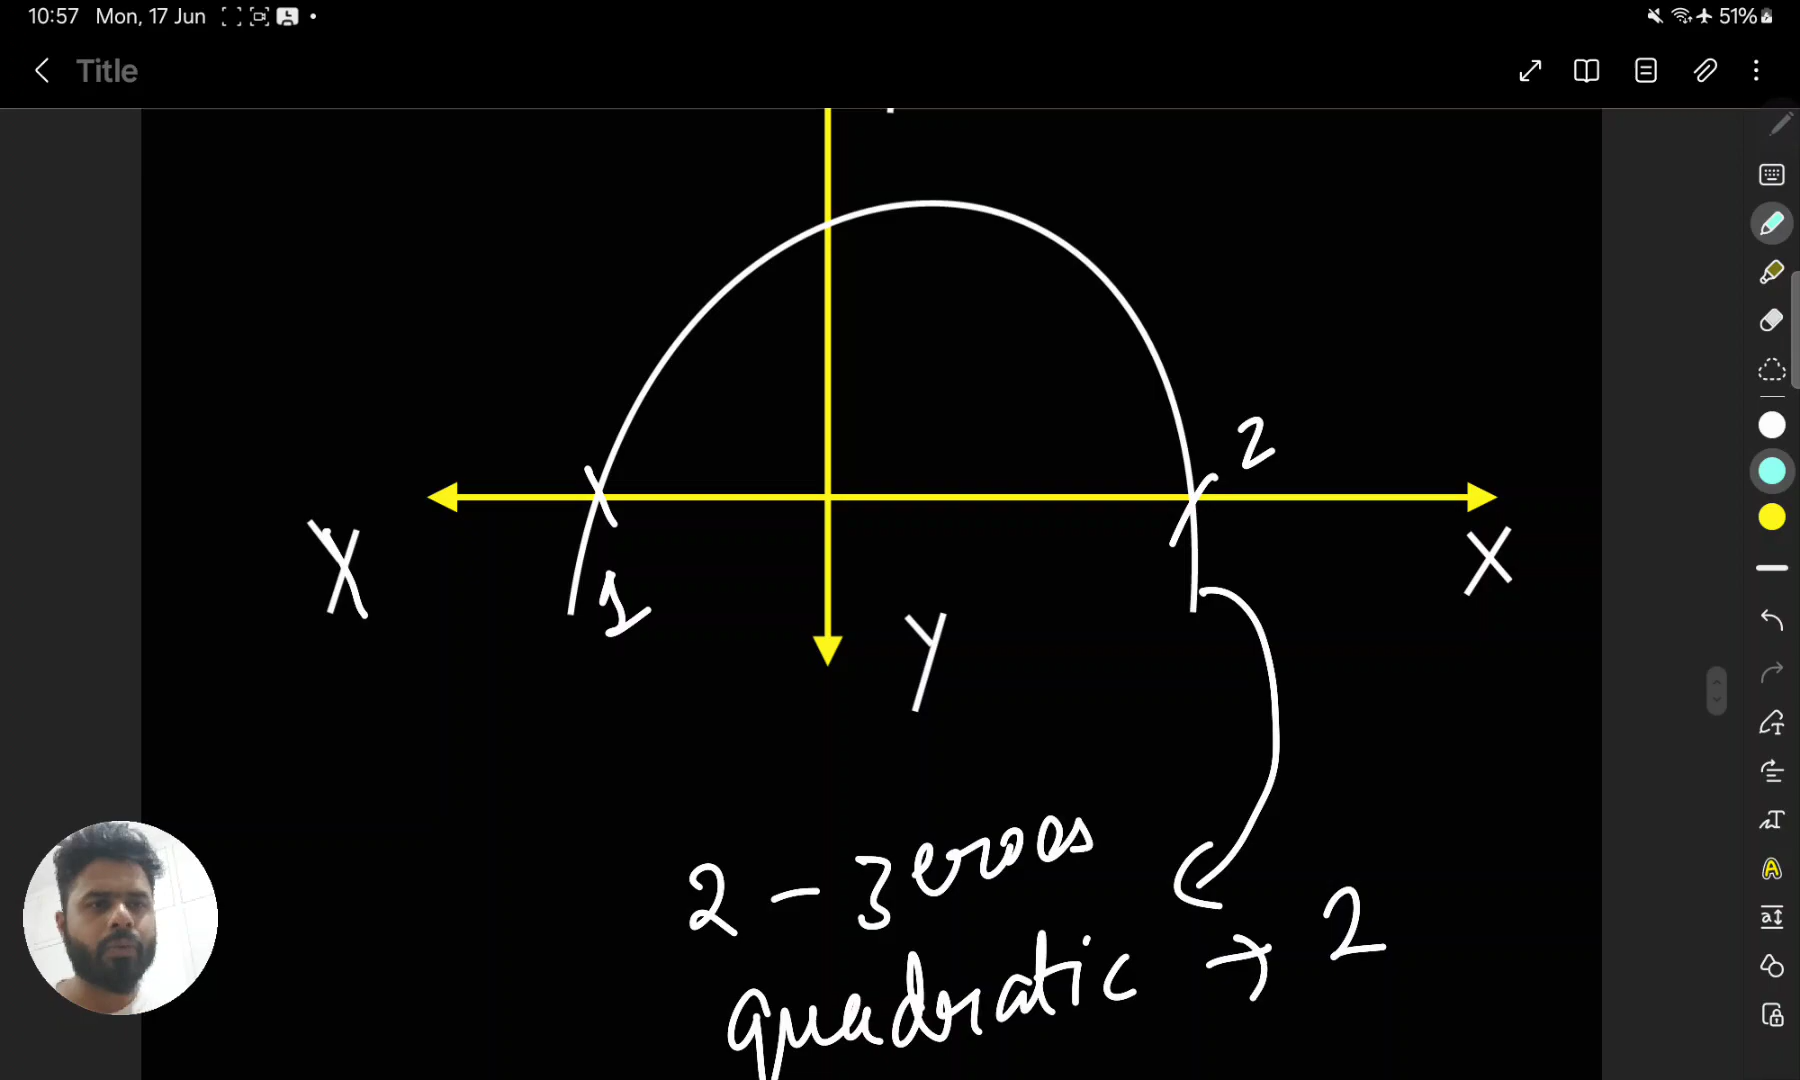 10:57 Mon, 17 Jun 51%
Title
2
X X
1
Y
2 - zeroes
quadratic → 2